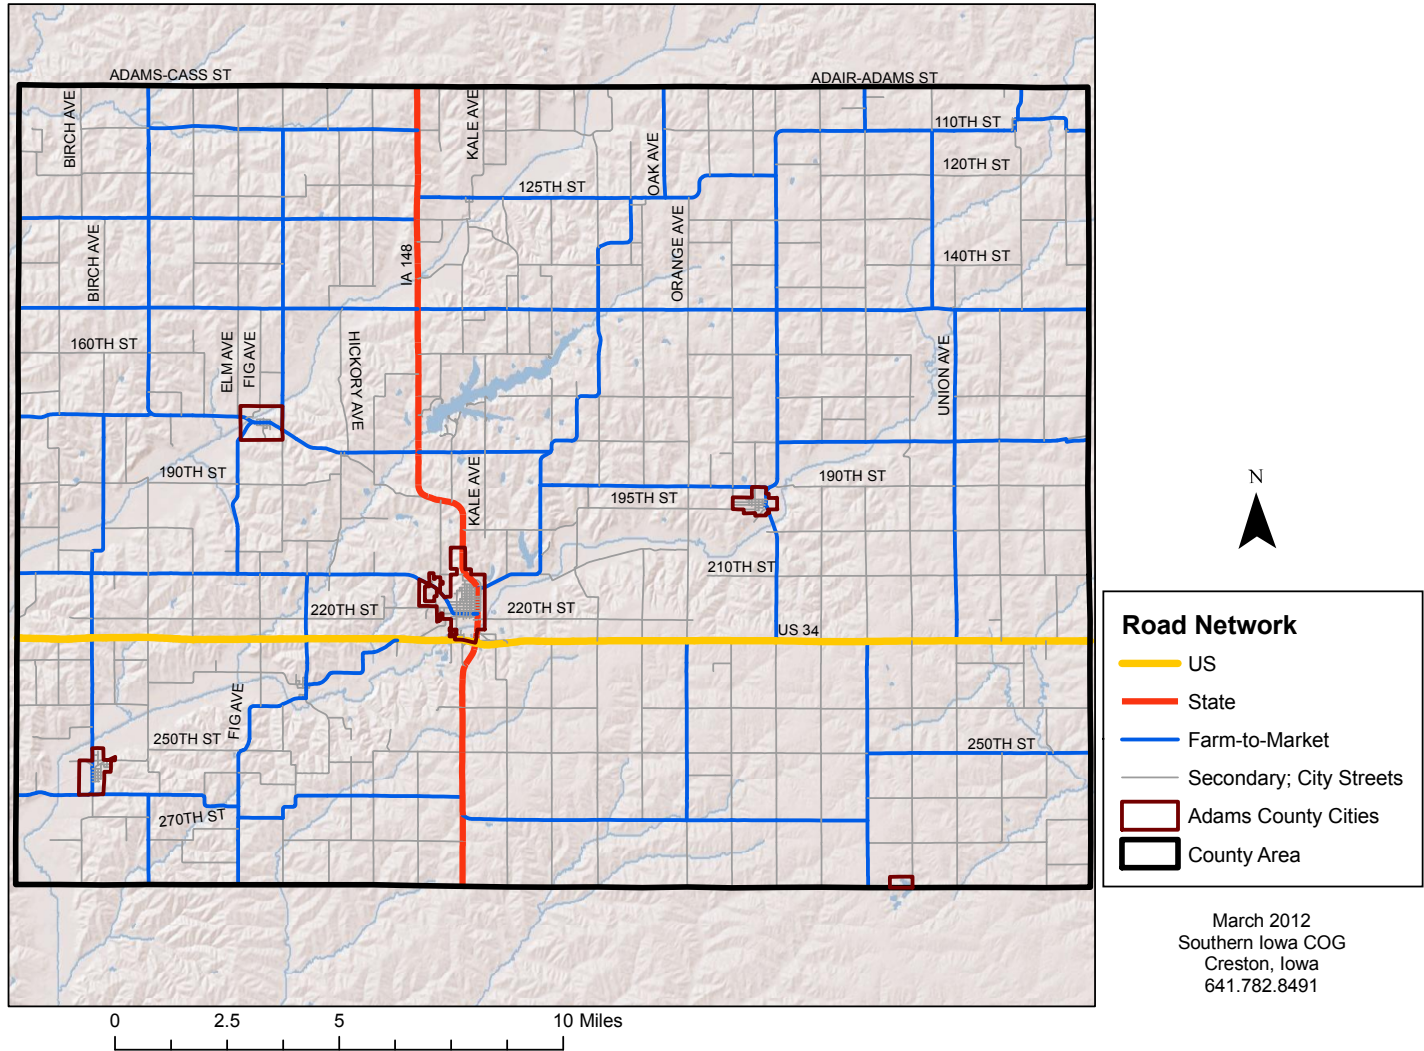 ADAMS-CASS ST
ADAIR-ADAMS ST
BIRCH AVE
KALE AVE
110TH ST
OAK AVE
120TH ST
125TH ST
ORANGE AVE
BIRCH AVE
IA 148
140TH ST
160TH ST
ELM AVE
FIG AVE
HICKORY AVE
UNION AVE
190TH ST
KALE AVE
195TH ST
190TH ST
210TH ST
220TH ST
220TH ST
US 34
FIG AVE
250TH ST
250TH ST
270TH ST
N
Road Network
US
State
Farm-to-Market
Secondary; City Streets
Adams County Cities
County Area
March 2012
Southern Iowa COG
Creston, Iowa
641.782.8491
0 2.5 5 10 Miles